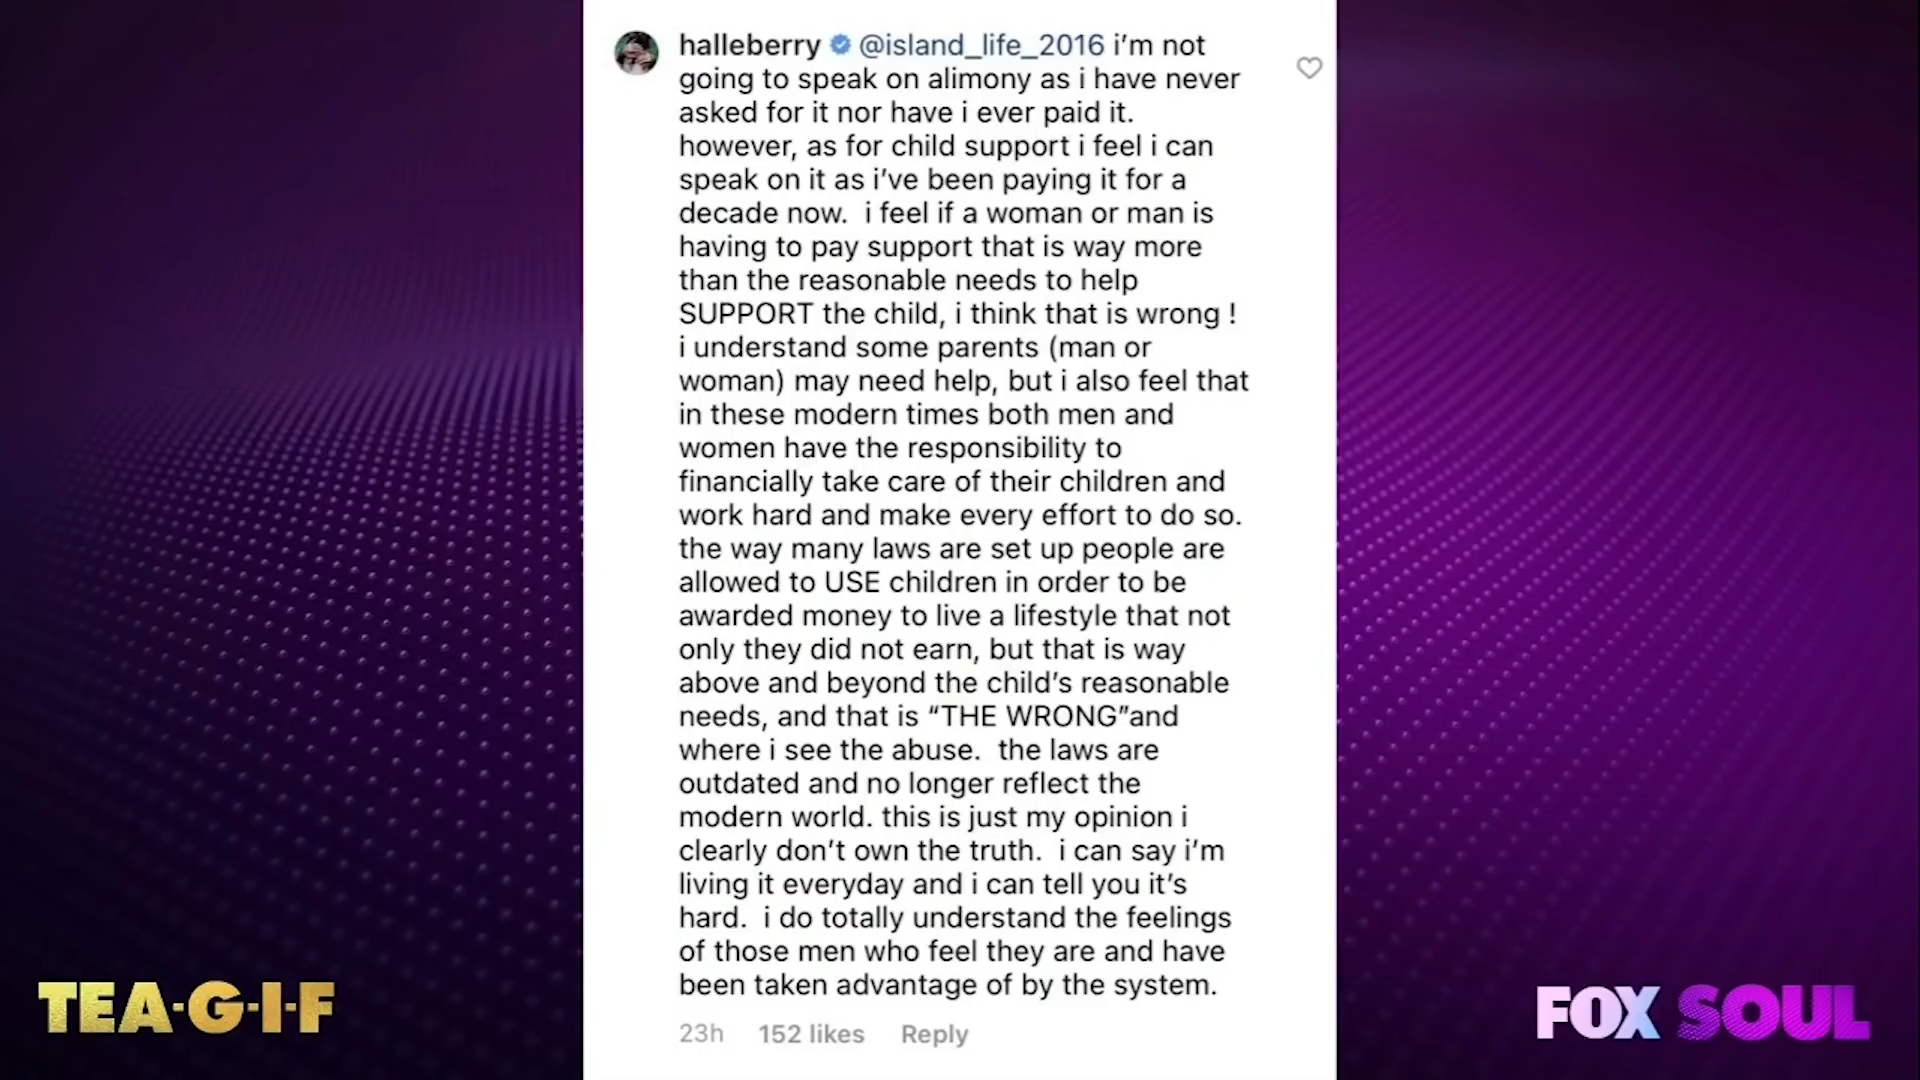 halleberry @island_life_2016 i'm not
going to speak on alimony as i have never
asked for it nor have i ever paid it.
however, as for child support i feel i can
speak on it as i've been paying it for a
decade now.  i feel if a woman or man is
having to pay support that is way more
than the reasonable needs to help
SUPPORT the child, i think that is wrong !
i understand some parents (man or
woman) may need help, but i also feel that
in these modern times both men and
women have the responsibility to
financially take care of their children and
work hard and make every effort to do so.
the way many laws are set up people are
allowed to USE children in order to be
awarded money to live a lifestyle that not
only they did not earn, but that is way
above and beyond the child's reasonable
needs, and that is “THE WRONG”and
where i see the abuse.  the laws are
outdated and no longer reflect the
modern world. this is just my opinion i
clearly don't own the truth.  i can say i'm
living it everyday and i can tell you it's
hard.  i do totally understand the feelings
of those men who feel they are and have
been taken advantage of by the system.
23h 152 likes Reply
TEA·G·I·F
FOX SOUL